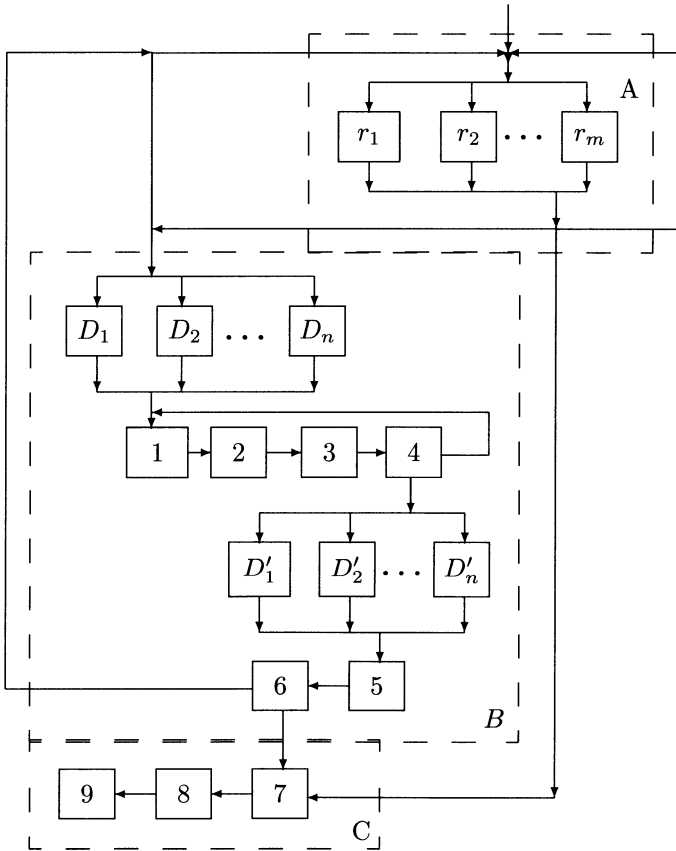 A
r₁ r₂ ... rₘ
D₁ D₂ ... Dₙ
1 2 3 4
D′₁ D′₂ ... D′ₙ
6 5
B
9 8 7
C